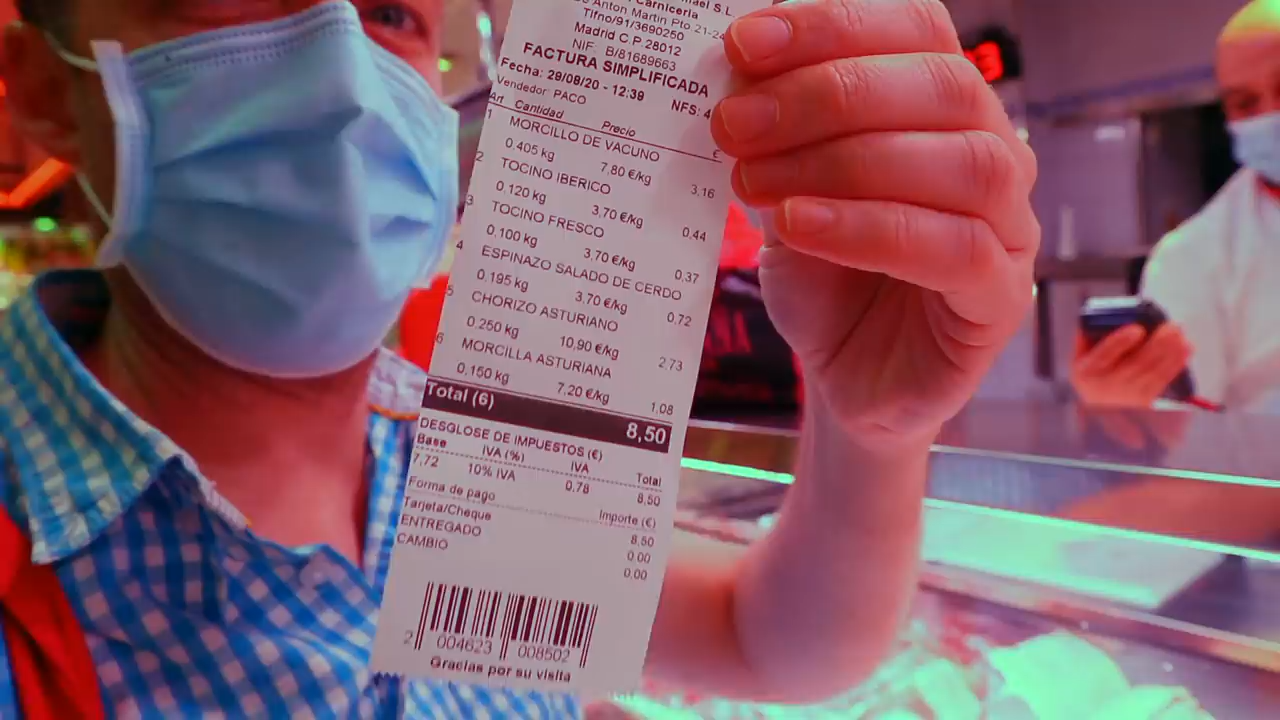 S.L
Carniceria
Anton Martin Pto 21-24
Tlfno/91/3690250
Madrid C P 28012
NIF: B/81689663
FACTURA SIMPLIFICADA
Fecha: 29/09/20 - 12:39 NFS: 4
Vendedor: PACO
Art Cantidad Precio €
1 MORCILLO DE VACUNO
0,405 kg 7,80 €/kg 3,16
2 TOCINO IBERICO
0,120 kg 3,70 €/kg 0,44
3 TOCINO FRESCO
0,100 kg 3,70 €/kg 0,37
4 ESPINAZO SALADO DE CERDO
0,195 kg 3,70 €/kg 0,72
5 CHORIZO ASTURIANO
0,250 kg 10,90 €/kg 2,73
6 MORCILLA ASTURIANA
0,150 kg 7,20 €/kg 1,08
Total (6) 8,50
DESGLOSE DE IMPUESTOS (€)
Base IVA (%) IVA Total
7,72 10% IVA 0,78 8,50
Forma de pago Importe (€)
Tarjeta/Cheque 8,50
ENTREGADO 0,00
CAMBIO 0,00
2 004623 008502
Gracias por su visita